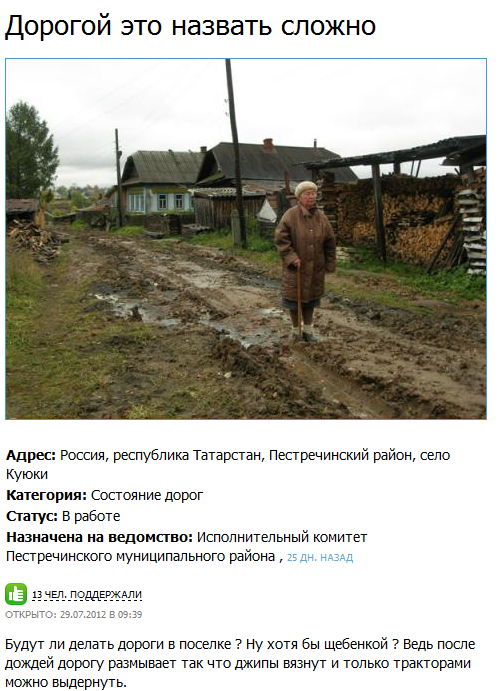 Дорогой это назвать сложно
Адрес: Россия, республика Татарстан, Пестречинский район, село
Куюки
Категория: Состояние дорог
Статус: В работе
Назначена на ведомство: Исполнительный комитет
Пестречинского муниципального района , 25 ДН. НАЗАД
13 ЧЕЛ. ПОДДЕРЖАЛИ
ОТКРЫТО: 29.07.2012 В 09:39
Будут ли делать дороги в поселке ? Ну хотя бы щебенкой ? Ведь после
дождей дорогу размывает так что джипы вязнут и только тракторами
можно выдернуть.